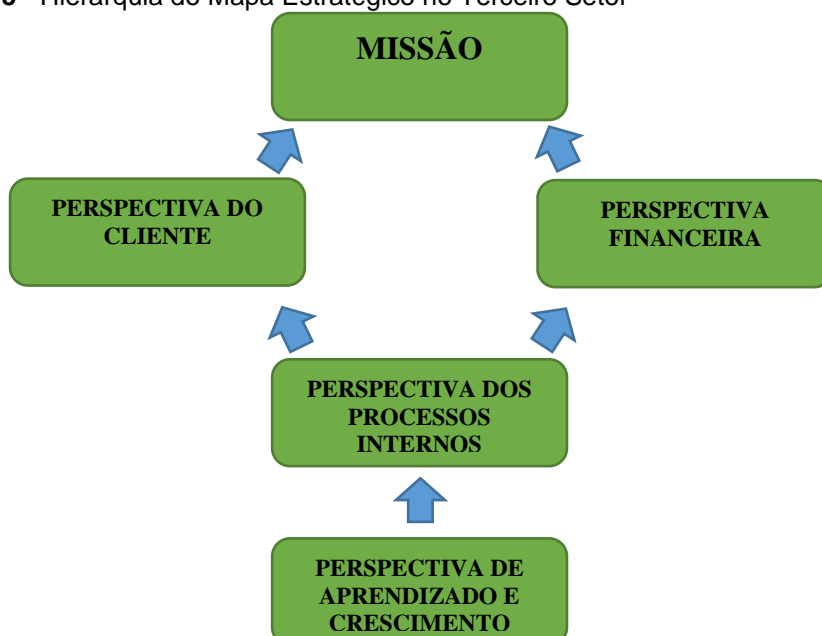 Hierarquia do Mapa Estratégico no Terceiro Setor
MISSÃO
PERSPECTIVA DO
CLIENTE
PERSPECTIVA
FINANCEIRA
PERSPECTIVA DOS
PROCESSOS
INTERNOS
PERSPECTIVA DE
APRENDIZADO E
CRESCIMENTO